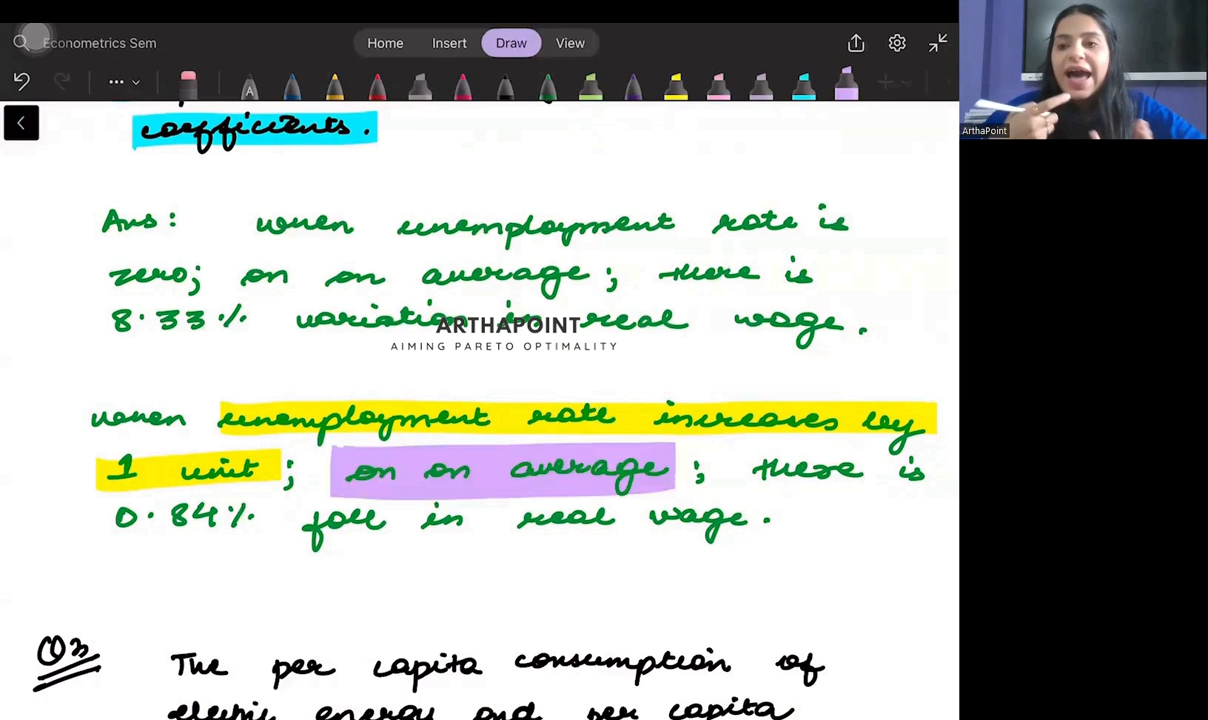 Econometrics Sem
Home Insert Draw View
A
coefficients.
ArthaPoint
Ans: when unemployment rate is
zero; on on average; there is
8.33% variation in real wage.
ARTHAPOINT
AIMING PARETO OPTIMALITY
when unemployment rate increases by
1 unit; on on average; there is
0.84% fall in real wage.
Q3 The per capita consumption of
electric energy and per capita